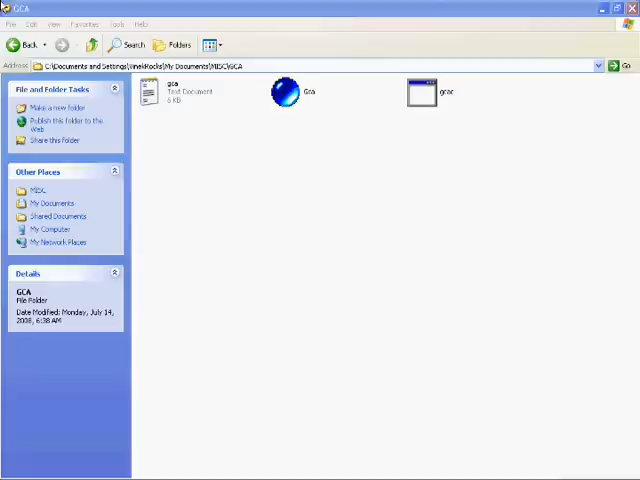 GCA
File Edit View Favorites Tools Help
Back Search Folders
Address C:\Documents and Settings\VinekRocks\My Documents\MISC\GCA Go
File and Folder Tasks
Make a new folder
Publish this folder to the
Web
Share this folder
Other Places
MISC
My Documents
Shared Documents
My Computer
My Network Places
Details
GCA
File Folder
Date Modified: Monday, July 14,
2008, 6:38 AM
gca
Text Document
6 KB
Gca
gcac